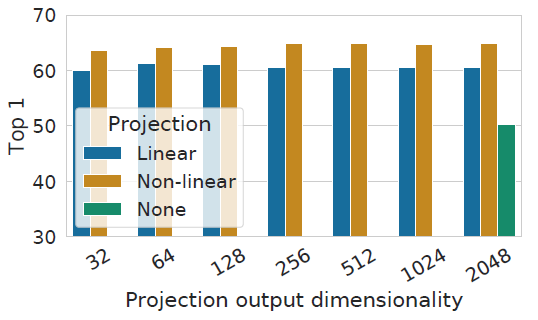 70
60
50
40
30
Top 1
Projection
Linear
Non-linear
None
32
64
128
256
512
1024
2048
Projection output dimensionality